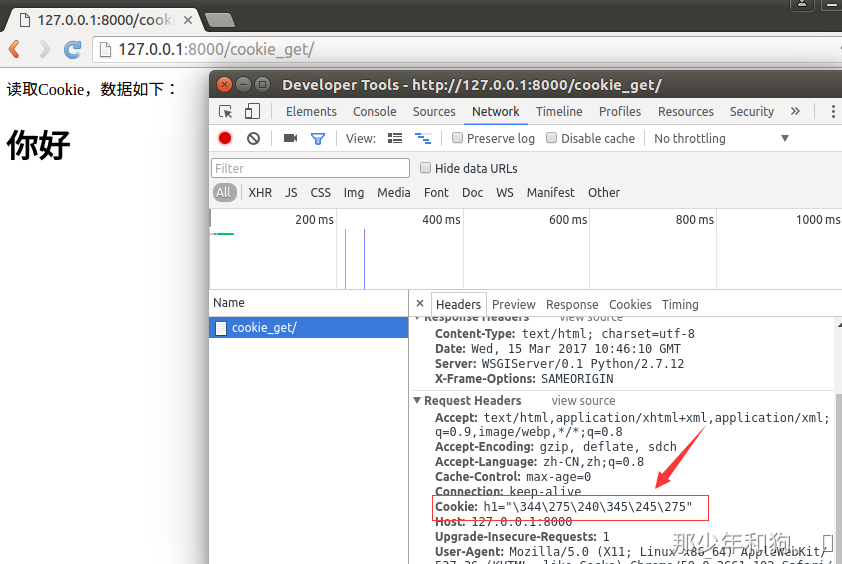 127.0.0.1:8000/cook
127.0.0.1:8000/cookie_get/
读取Cookie，数据如下：
你好
Developer Tools - http://127.0.0.1:8000/cookie_get/
Elements Console Sources Network Timeline Profiles Resources Security »
View: Preserve log Disable cache No throttling
Filter Hide data URLs
All XHR JS CSS Img Media Font Doc WS Manifest Other
200 ms 400 ms 600 ms 800 ms 1000 ms
Name
× Headers Preview Response Cookies Timing
cookie_get/
Response Headers view source
Content-Type: text/html; charset=utf-8
Date: Wed, 15 Mar 2017 10:46:10 GMT
Server: WSGIServer/0.1 Python/2.7.12
X-Frame-Options: SAMEORIGIN
Request Headers view source
Accept: text/html,application/xhtml+xml,application/xml;
q=0.9,image/webp,*/*;q=0.8
Accept-Encoding: gzip, deflate, sdch
Accept-Language: zh-CN,zh;q=0.8
Cache-Control: max-age=0
Connection: keep-alive
Cookie: h1="\344\275\240\345\245\275"
Host: 127.0.0.1:8000
Upgrade-Insecure-Requests: 1
User-Agent: Mozilla/5.0 (X11; Linux x86_64) AppleWebKit/
那少年和狗